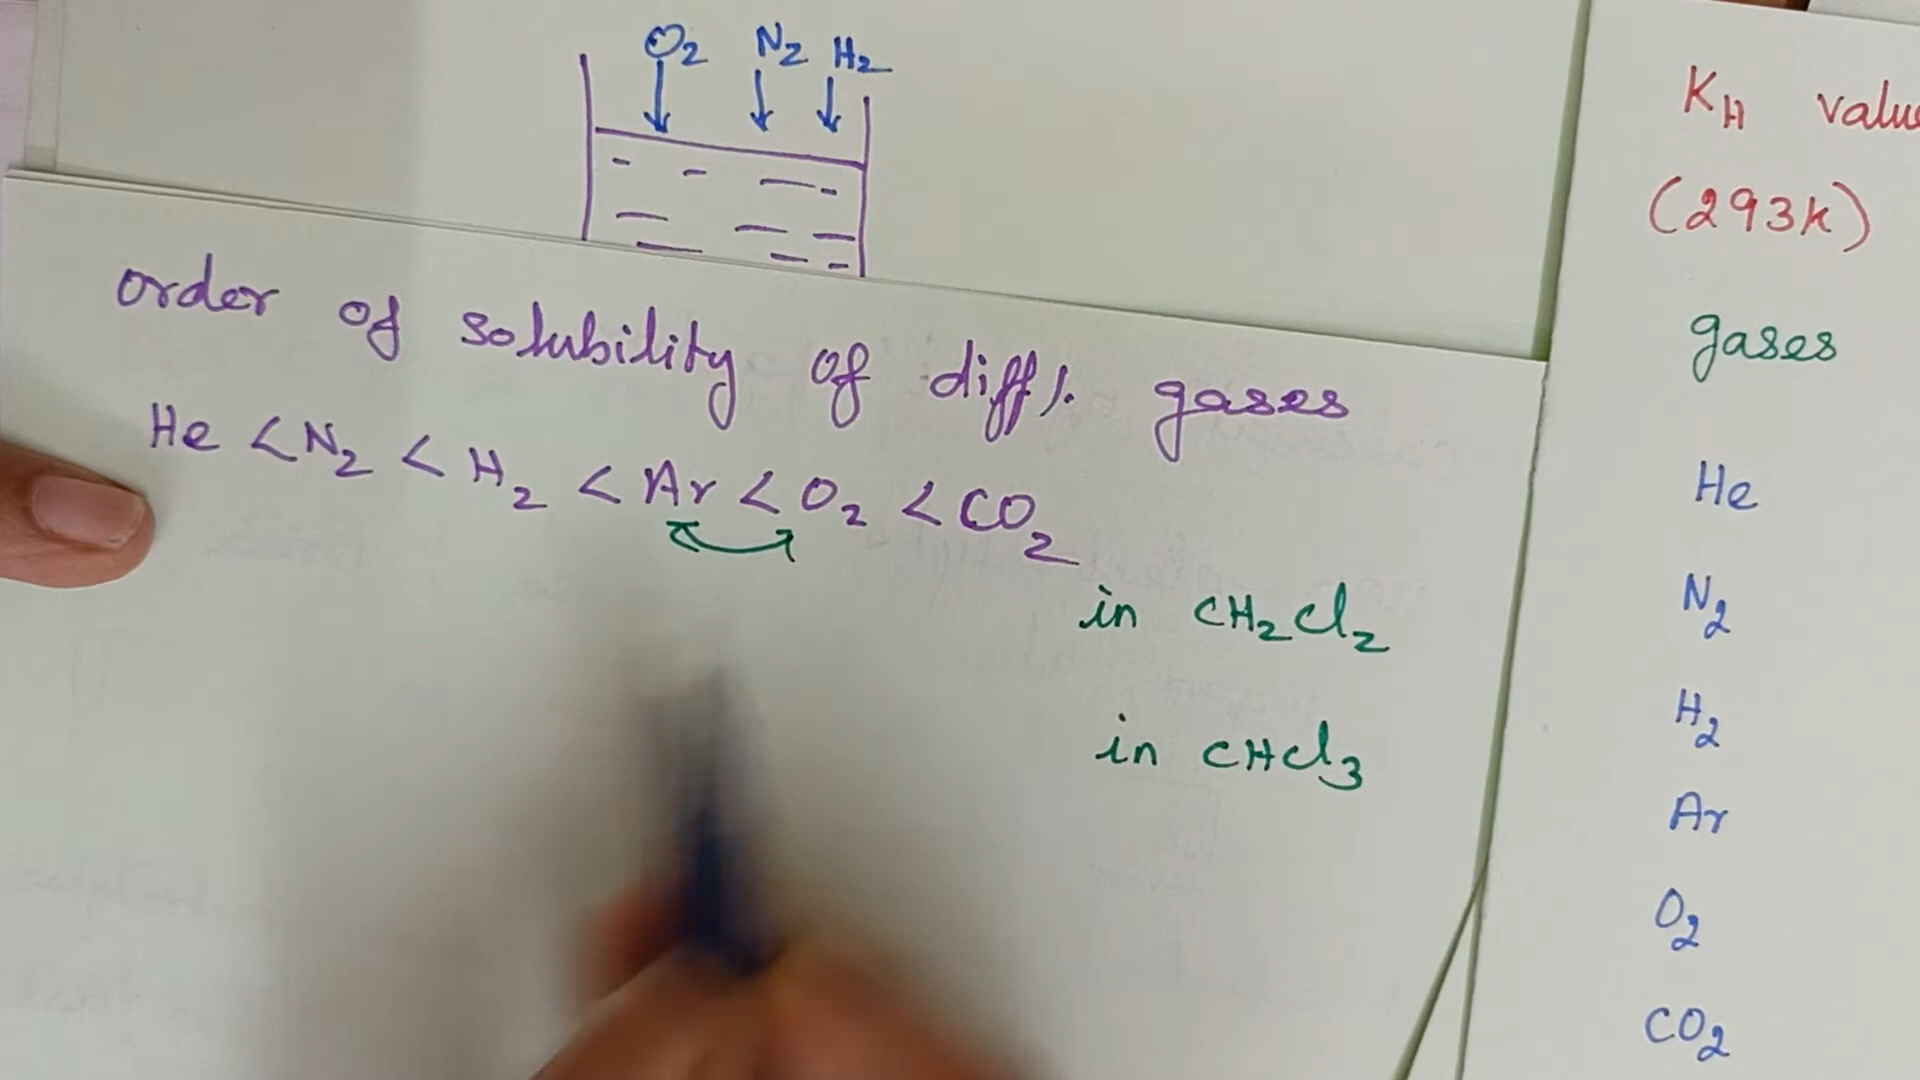 O₂ N₂ H₂
order of solubility of diff). gases
He < N₂ < H₂ < Ar < O₂ < CO₂
in CH₂Cl₂
in CHCl₃
K_H
(293k)
gases
He
N₂
H₂
Ar
O₂
CO₂